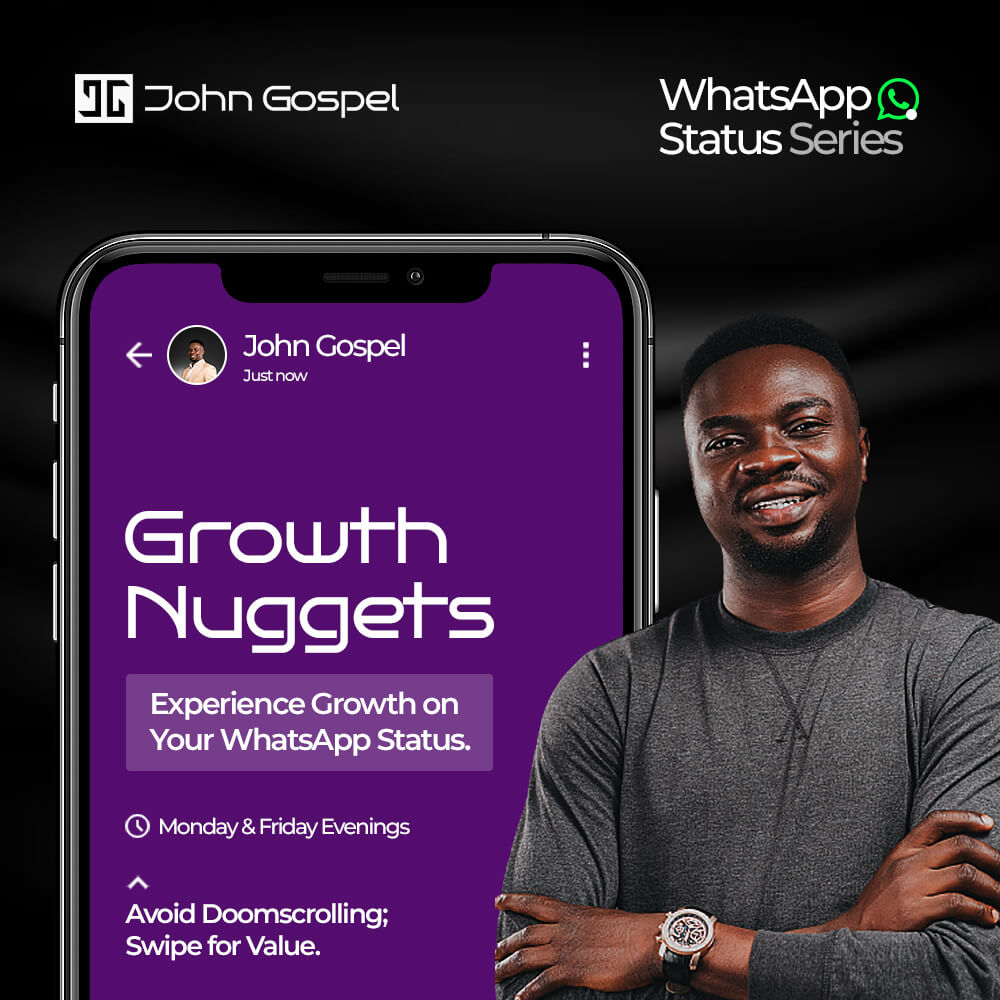 JG John Gospel
WhatsApp
Status Series
John Gospel
Just now
Growth
Nuggets
Experience Growth on
Your WhatsApp Status.
Monday & Friday Evenings
Avoid Doomscrolling;
Swipe for Value.